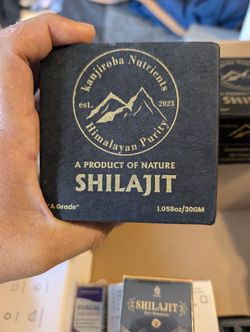 Kanjiroba Nutrients
est. 2023
Himalayan Purity
A PRODUCT OF NATURE
SHILAJIT
"A Grade" 1.058oz/30GM
SHILAJIT